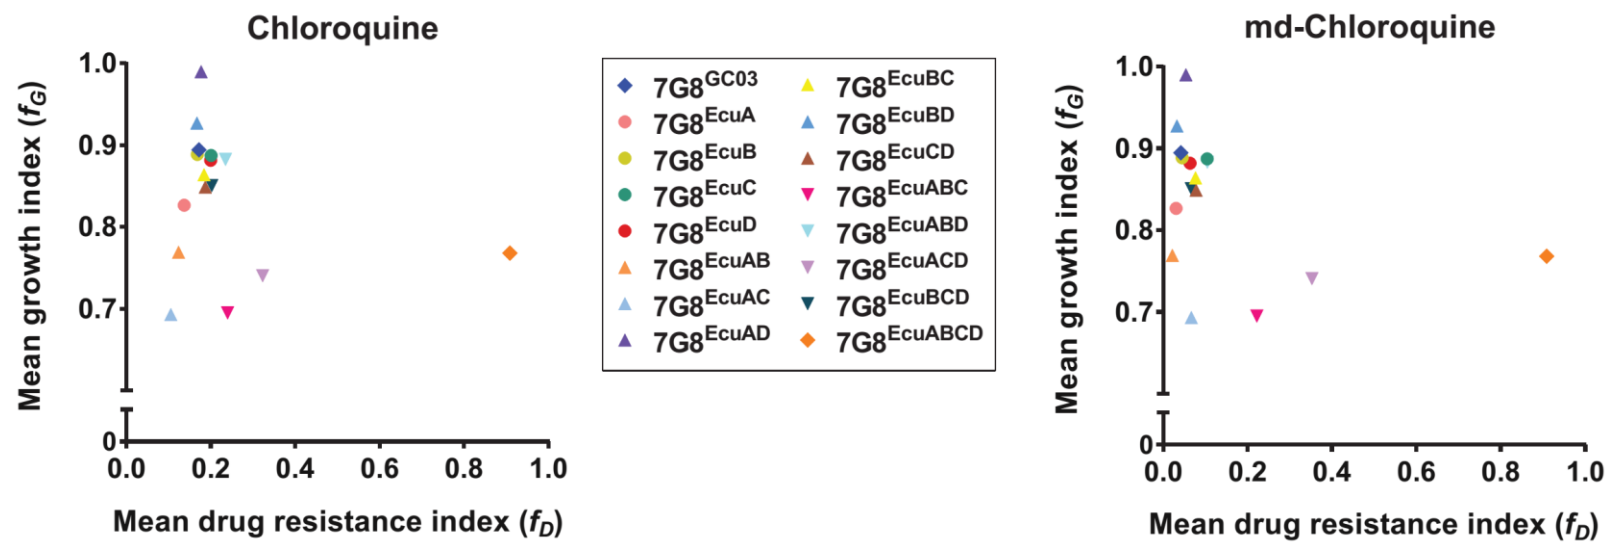 Chloroquine
Mean growth index (fG)
1.0
0.9
0.8
0.7
0
0.0 0.2 0.4 0.6 0.8 1.0
Mean drug resistance index (fD)
7G8GC03 7G8EcuBC
7G8EcuA 7G8EcuBD
7G8EcuB 7G8EcuCD
7G8EcuC 7G8EcuABC
7G8EcuD 7G8EcuABD
7G8EcuAB 7G8EcuACD
7G8EcuAC 7G8EcuBCD
7G8EcuAD 7G8EcuABCD
md-Chloroquine
Mean growth index (fG)
1.0
0.9
0.8
0.7
0
0.0 0.2 0.4 0.6 0.8 1.0
Mean drug resistance index (fD)